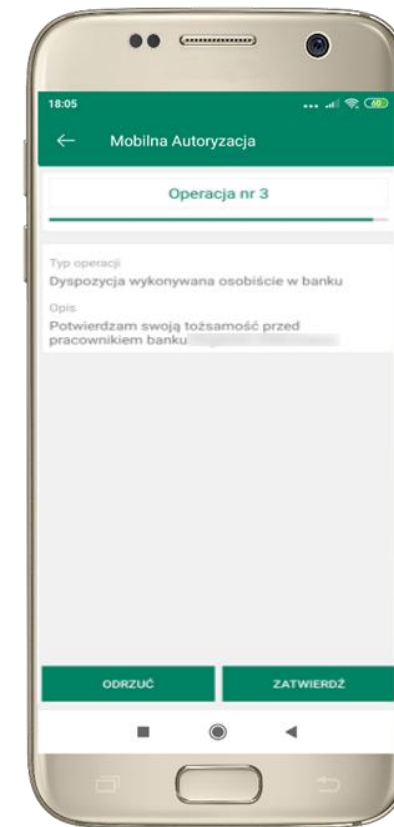 18:05
60
Mobilna Autoryzacja
Operacja nr 3
Typ operacji
Dyspozycja wykonywana osobiście w banku
Opis
Potwierdzam swoją tożsamość przed
pracownikiem banku
ODRZUĆ ZATWIERDŹ